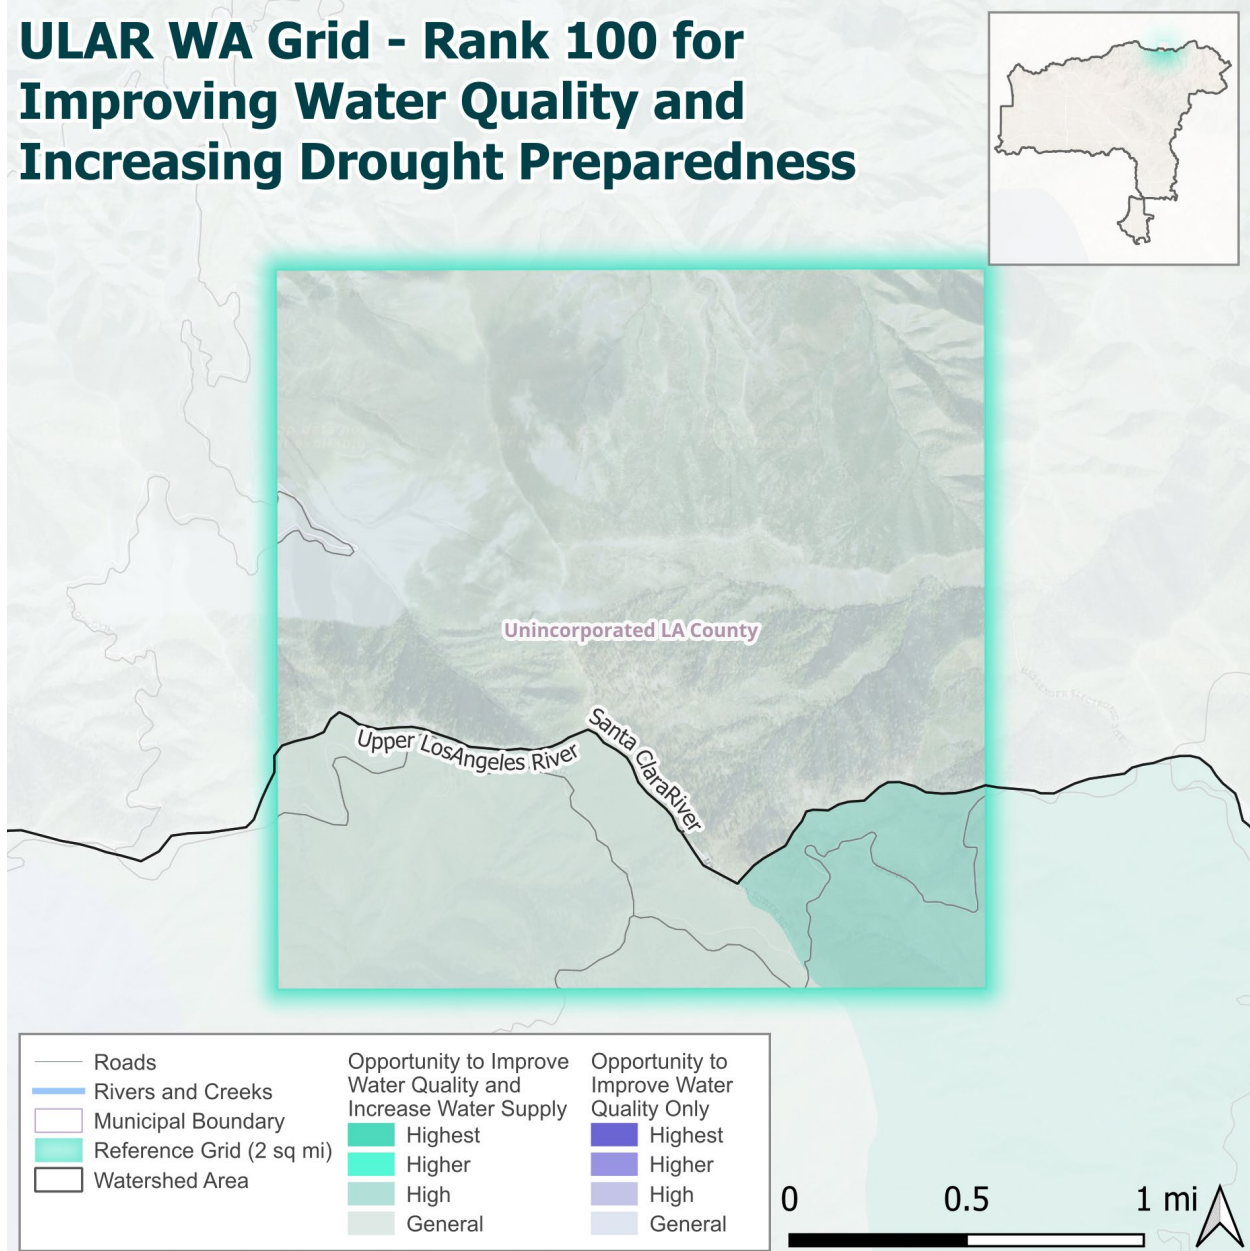 ULAR WA Grid - Rank 100 for
Improving Water Quality and
Increasing Drought Preparedness
Unincorporated LA County
Upper LosAngeles River
Santa ClaraRiver
Roads
Rivers and Creeks
Municipal Boundary
Reference Grid (2 sq mi)
Watershed Area
Opportunity to Improve
Water Quality and
Increase Water Supply
Highest
Higher
High
General
Opportunity to
Improve Water
Quality Only
Highest
Higher
High
General
0 0.5 1 mi